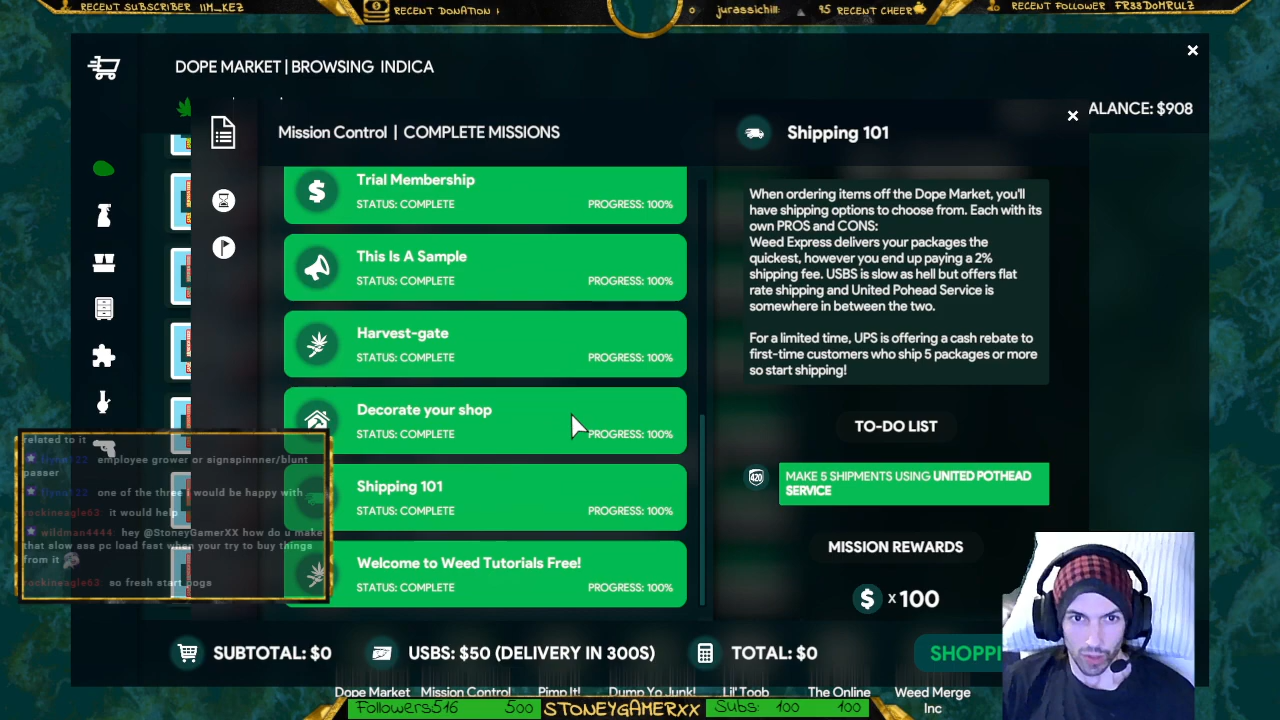 RECENT SUBSCRIBER IIM_KEZ
RECENT DONATION
jurassichill:
95 RECENT CHEER
RECENT FOLLOWER FR33DOMRULZ
DOPE MARKET | BROWSING INDICA
ALANCE: $908
Mission Control | COMPLETE MISSIONS
Trial Membership
STATUS: COMPLETE PROGRESS: 100%
This Is A Sample
STATUS: COMPLETE PROGRESS: 100%
Harvest-gate
STATUS: COMPLETE PROGRESS: 100%
Decorate your shop
STATUS: COMPLETE PROGRESS: 100%
Shipping 101
STATUS: COMPLETE PROGRESS: 100%
Welcome to Weed Tutorials Free!
STATUS: COMPLETE PROGRESS: 100%
Shipping 101
When ordering items off the Dope Market, you'll
have shipping options to choose from. Each with its
own PROS and CONS:
Weed Express delivers your packages the
quickest, however you end up paying a 2%
shipping fee. USBS is slow as hell but offers flat
rate shipping and United Pohead Service is
somewhere in between the two.
For a limited time, UPS is offering a cash rebate to
first-time customers who ship 5 packages or more
so start shipping!
TO-DO LIST
420
MAKE 5 SHIPMENTS USING UNITED POTHEAD
SERVICE
MISSION REWARDS
$ x 100
related to it
flynn122 employee grower or signspinnner/blunt
passer
flynn122 one of the three i would be happy with
rockineagle62: it would help
wildman4444: hey @StoneyGamerXX how do u make
that slow ass pc load fast when your try to buy things
from it
rockineagle62: so fresh start pogs
SUBTOTAL: $0
USBS: $50 (DELIVERY IN 300S)
TOTAL: $0
SHOPPI
Dope Market Mission Control Pimp It! Dump Yo Junk! Lil' Toob The Online Weed Merge
Inc
Followers516 500 STONEYGAMERXX Subs: 100 100